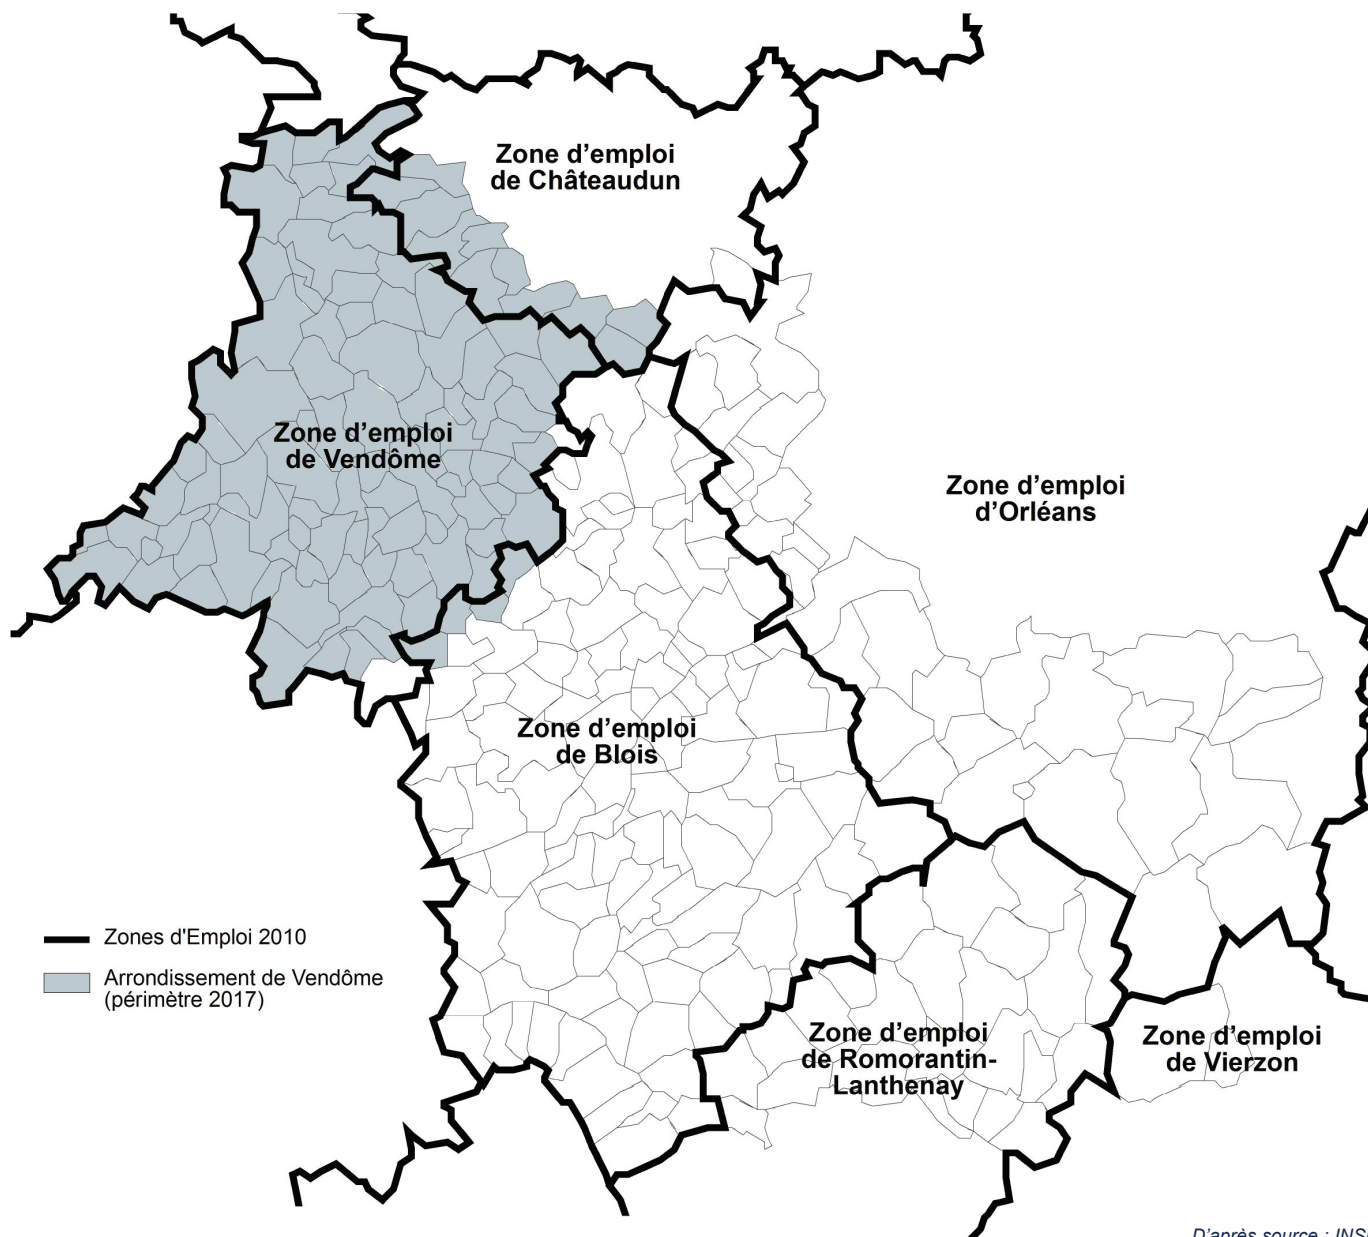 Zone d'emploi
de Châteaudun
Zone d'emploi
de Vendôme
Zone d'emploi
d'Orléans
Zone d'emploi
de Blois
Zones d'Emploi 2010
Arrondissement de Vendôme
(périmètre 2017)
Zone d'emploi
de Romorantin-
Lanthenay
Zone d'emploi
de Vierzon
D'après source :